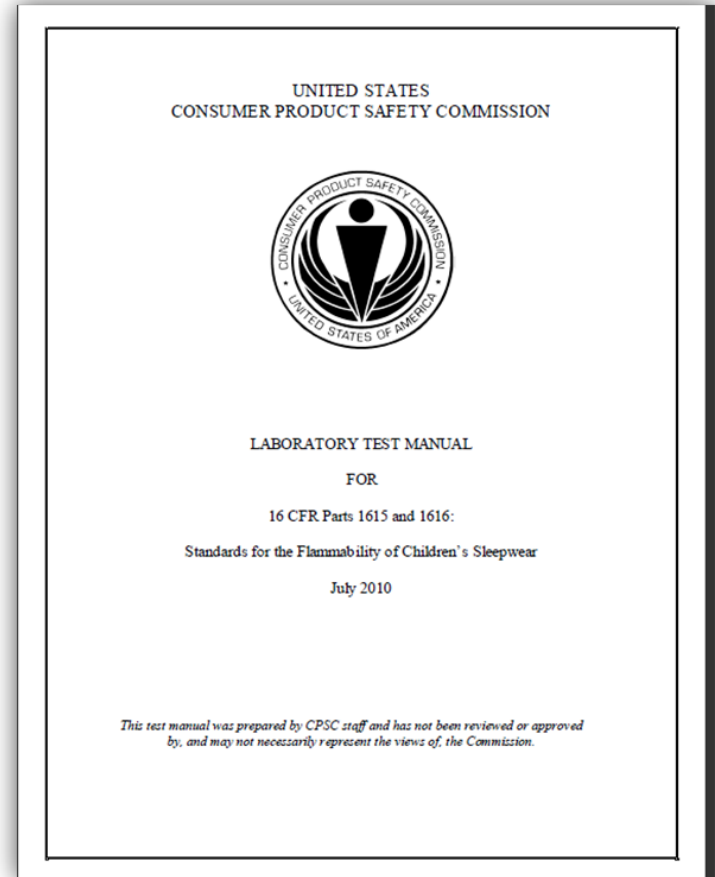 UNITED STATES
CONSUMER PRODUCT SAFETY COMMISSION
CONSUMER PRODUCT SAFETY COMMISSION
UNITED STATES OF AMERICA
LABORATORY TEST MANUAL
FOR
16 CFR Parts 1615 and 1616:
Standards for the Flammability of Children's Sleepwear
July 2010
This test manual was prepared by CPSC staff and has not been reviewed or approved
by, and may not necessarily represent the views of, the Commission.